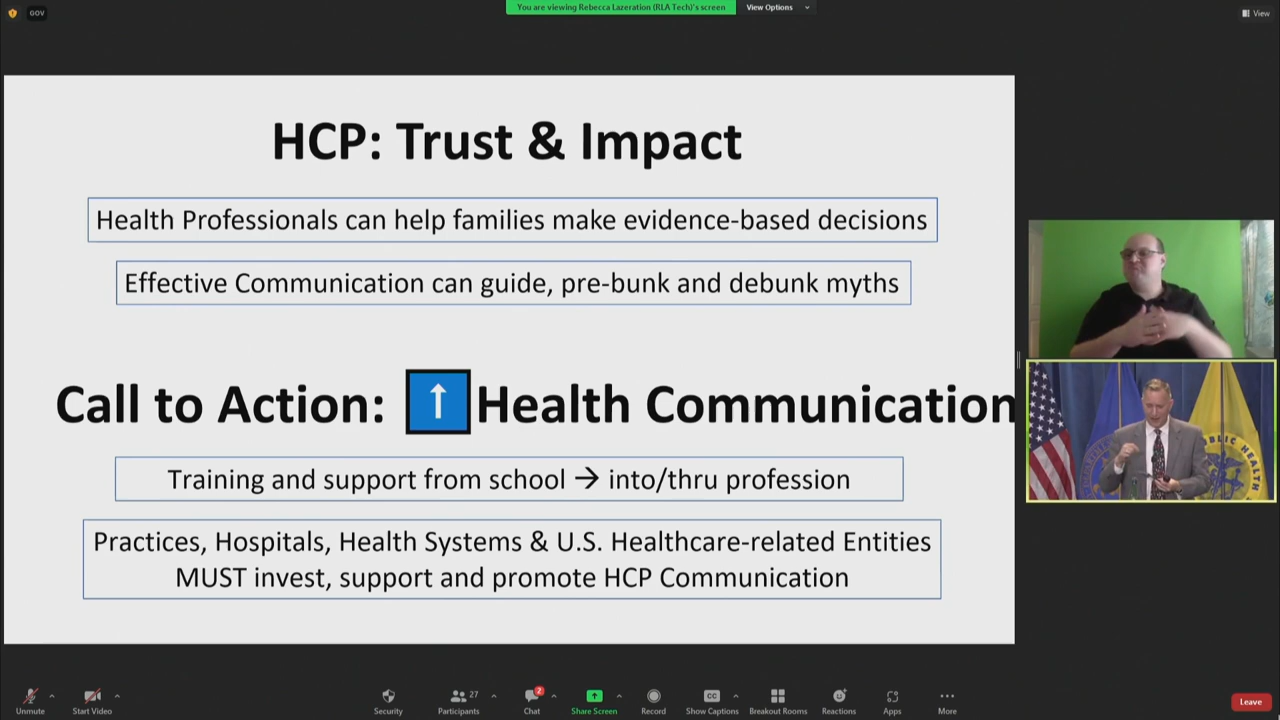 GOV
You are viewing Rebecca Lazeration (RLA Tech)'s screen
View Options
View
HCP: Trust & Impact
Health Professionals can help families make evidence-based decisions
Effective Communication can guide, pre-bunk and debunk myths
Call to Action: ↑ Health Communication
Training and support from school → into/thru profession
Practices, Hospitals, Health Systems & U.S. Healthcare-related Entities
MUST invest, support and promote HCP Communication
PUBLIC HEALTH
Unmute
Start Video
Security
Participants
27
Chat
2
Share Screen
Record
CC
Show Captions
Breakout Rooms
Reactions
Apps
More
Leave